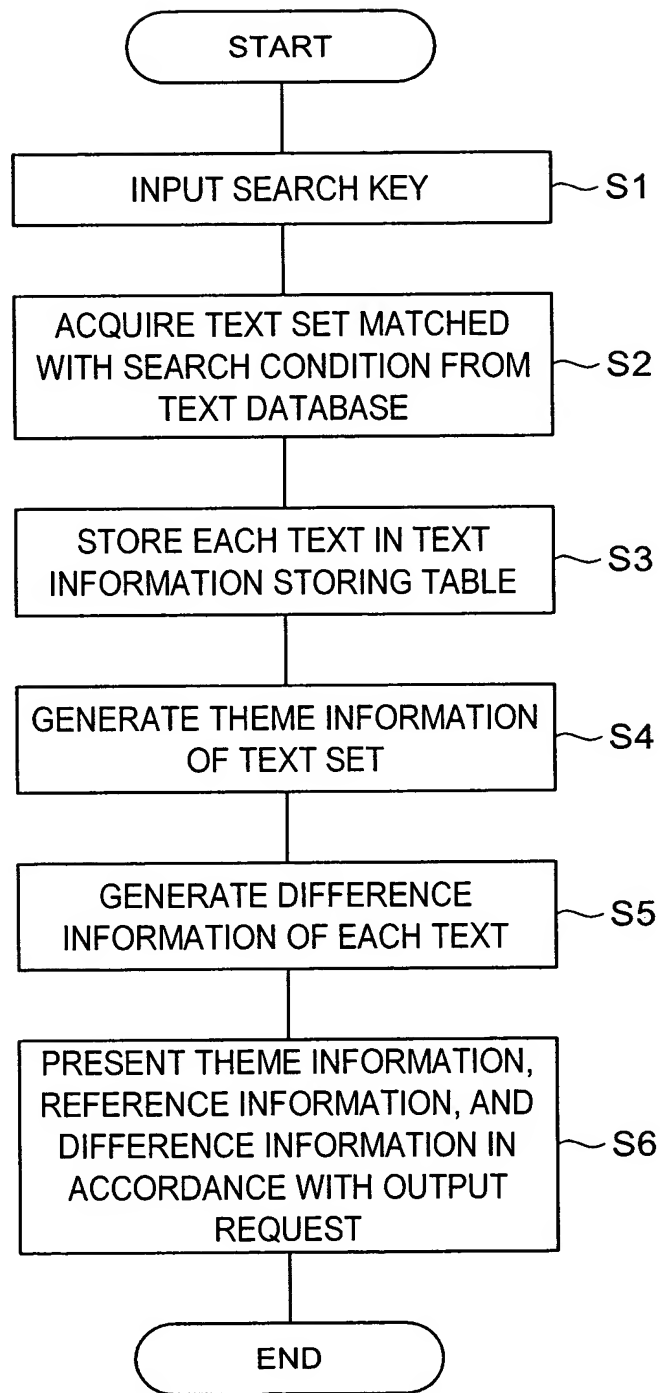 START
INPUT SEARCH KEY
S1
ACQUIRE TEXT SET MATCHED
WITH SEARCH CONDITION FROM
TEXT DATABASE
S2
STORE EACH TEXT IN TEXT
INFORMATION STORING TABLE
S3
GENERATE THEME INFORMATION
OF TEXT SET
S4
GENERATE DIFFERENCE
INFORMATION OF EACH TEXT
S5
PRESENT THEME INFORMATION,
REFERENCE INFORMATION, AND
DIFFERENCE INFORMATION IN
ACCORDANCE WITH OUTPUT
REQUEST
S6
END